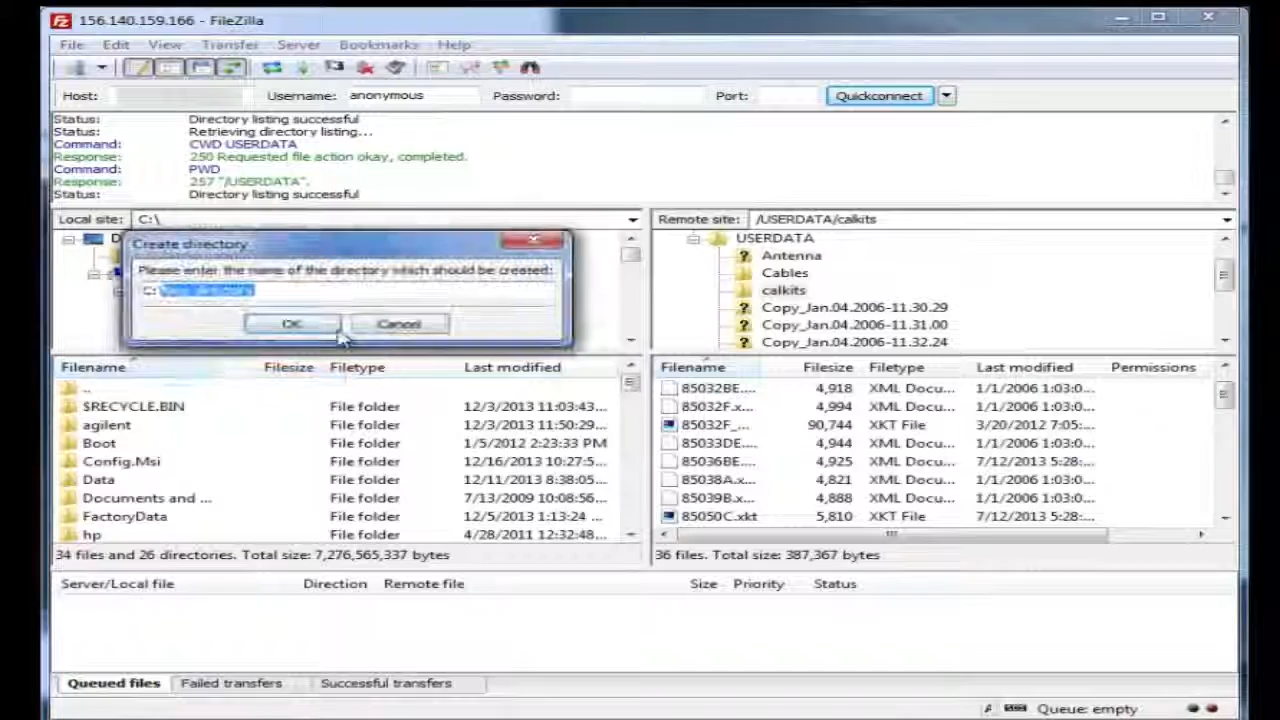 156.140.159.166 - FileZilla
File Edit View Transfer Server Bookmarks Help
Host: Username: anonymous Password: Port: Quickconnect
Status: Directory listing successful
Status: Retrieving directory listing...
Command: CWD USERDATA
Response: 250 Requested file action okay, completed.
Command: PWD
Response: 257 "/USERDATA".
Status: Directory listing successful
Local site: C:\
Create directory
Please enter the name of the directory which should be created:
C:
OK Cancel
Remote site: /USERDATA/calkits
USERDATA
Antenna
Cables
calkits
Copy_Jan.04.2006-11.30.29
Copy_Jan.04.2006-11.31.00
Copy_Jan.04.2006-11.32.24
Filename Filesize Filetype Last modified
..
$RECYCLE.BIN File folder 12/3/2013 11:03:43...
agilent File folder 12/3/2013 11:50:29...
Boot File folder 1/5/2012 2:23:33 PM
Config.Msi File folder 12/16/2013 10:27:5...
Data File folder 12/11/2013 8:38:05...
Documents and ... File folder 7/13/2009 10:08:56...
FactoryData File folder 12/5/2013 1:13:24 ...
hp File folder 4/28/2011 12:32:48...
34 files and 26 directories. Total size: 7,276,565,337 bytes
Filename Filesize Filetype Last modified Permissions
85032BE.... 4,918 XML Docu... 1/1/2006 1:03:0...
85032F.x... 4,994 XML Docu... 1/1/2006 1:03:0...
85032F_... 90,744 XKT File 3/20/2012 7:05:...
85033DE.... 4,944 XML Docu... 1/1/2006 1:03:0...
85036BE.... 4,925 XML Docu... 7/12/2013 5:28:...
85038A.x... 4,821 XML Docu... 1/1/2006 1:03:0...
85039B.x... 4,888 XML Docu... 1/1/2006 1:03:0...
85050C.xkt 5,810 XKT File 7/12/2013 5:28:...
36 files. Total size: 387,367 bytes
Server/Local file Direction Remote file Size Priority Status
Queued files Failed transfers Successful transfers
Queue: empty